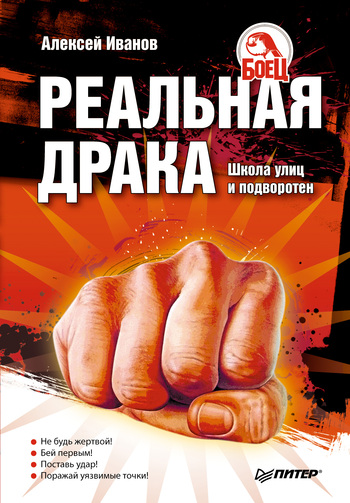 Алексей Иванов
БОЕЦ
РЕАЛЬНАЯ
ДРАКА
Школа улиц
и подворотен
Не будь жертвой!
Бей первым!
Поставь удар!
Поражай уязвимые точки!
ПИТЕР®